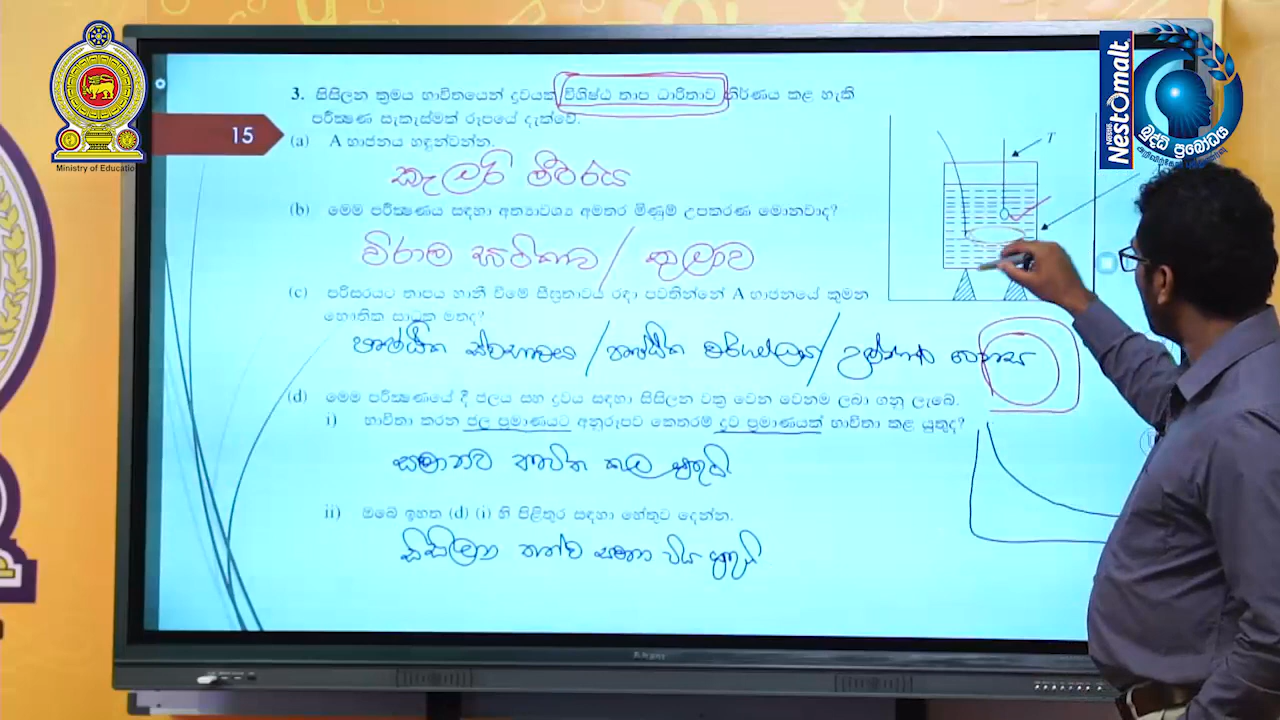 3. සිසිලන ක්‍රමය භාවිතයෙන් ද්‍රවයක විශිෂ්ඨ තාප ධාරිතාව නිර්ණය කළ හැකි
පරීක්‍ෂණ සැකැස්මක් රූපයේ දැක්වේ.
15
(a) A භාජනය හඳුන්වන්න.
කැලරි මීටරය
(b) මෙම පරීක්‍ෂණය සඳහා අත්‍යාවශ්‍ය අමතර මිණුම් උපකරණ මොනවාද?
විරාම ඝටිකාව / තුලාව
(c) පරිසරයට තාපය හානි වීමේ සීඝ්‍රතාවය රඳා පවතින්නේ A භාජනයේ කුමන
භෞතික සාධක මතද?
පෘෂ්ඨීක ස්වභාවය / පෘෂ්ඨීක වර්ගඵලය /
(d) මෙම පරීක්‍ෂණයේ දී ජලය සහ ද්‍රවය සඳහා සිසිලන වක්‍ර වෙන වෙනම ලබා ගනු ලැබේ.
i) භාවිතා කරන ජල ප්‍රමාණයට අනුරූපව කෙතරම් ද්‍රව ප්‍රමාණයක් භාවිතා කළ යුතුද?
සමානව භාවිත කල යුතුයි
ii) ඔබේ ඉහත (d) (i) හි පිළිතුර සඳහා හේතුව දෙන්න.
සිසිලන තත්ව සමාන විය යුතුයි
T
Ministry of Education
Nestomalt
බුද්ධි ප්‍රබෝධය